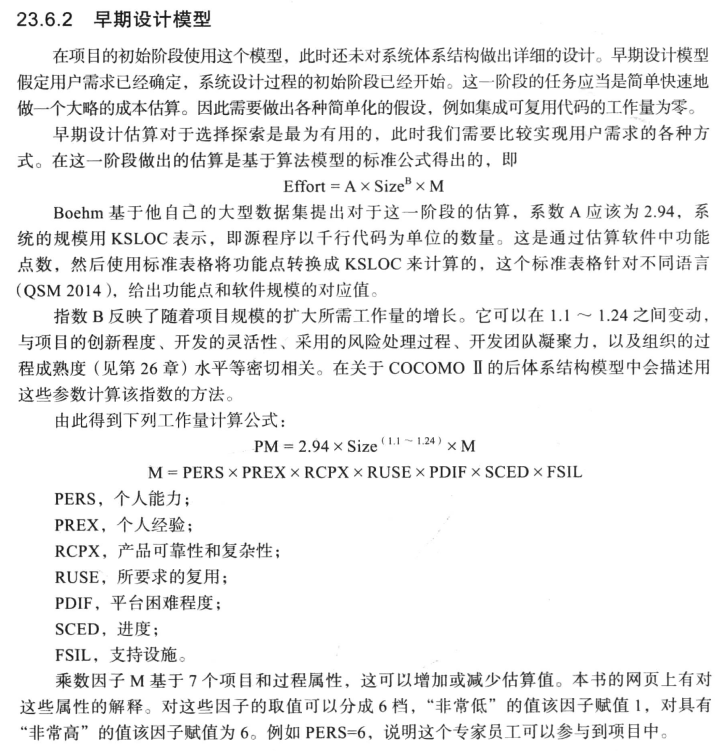 23.6.2 早期设计模型
在项目的初始阶段使用这个模型，此时还未对系统体系结构做出详细的设计。早期设计模型
假定用户需求已经确定，系统设计过程的初始阶段已经开始。这一阶段的任务应当是简单快速地
做一个大略的成本估算。因此需要做出各种简单化的假设，例如集成可复用代码的工作量为零。
早期设计估算对于选择探索是最为有用的，此时我们需要比较实现用户需求的各种方
式。在这一阶段做出的估算是基于算法模型的标准公式得出的，即
Effort = A × Sizeᴮ × M
Boehm 基于他自己的大型数据集提出对于这一阶段的估算，系数 A 应该为 2.94，系
统的规模用 KSLOC 表示，即源程序以千行代码为单位的数量。这是通过估算软件中功能
点数，然后使用标准表格将功能点转换成 KSLOC 来计算的，这个标准表格针对不同语言
（QSM 2014），给出功能点和软件规模的对应值。
指数 B 反映了随着项目规模的扩大所需工作量的增长。它可以在 1.1 ～ 1.24 之间变动，
与项目的创新程度、开发的灵活性、采用的风险处理过程、开发团队凝聚力，以及组织的过
程成熟度（见第 26 章）水平等密切相关。在关于 COCOMO Ⅱ的后体系结构模型中会描述用
这些参数计算该指数的方法。
由此得到下列工作量计算公式：
PM = 2.94 × Size（1.1 ～ 1.24）× M
M = PERS × PREX × RCPX × RUSE × PDIF × SCED × FSIL
PERS，个人能力；
PREX，个人经验；
RCPX，产品可靠性和复杂性；
RUSE，所要求的复用；
PDIF，平台困难程度；
SCED，进度；
FSIL，支持设施。
乘数因子 M 基于 7 个项目和过程属性，这可以增加或减少估算值。本书的网页上有对
这些属性的解释。对这些因子的取值可以分成 6 档，“非常低”的值该因子赋值 1，对具有
“非常高”的值该因子赋值为 6。例如 PERS=6，说明这个专家员工可以参与到项目中。